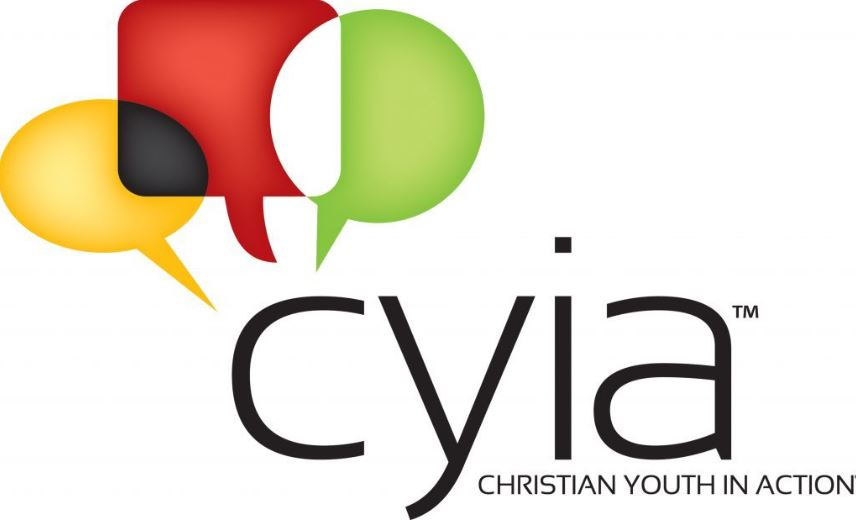 cyia™
CHRISTIAN YOUTH IN ACTION